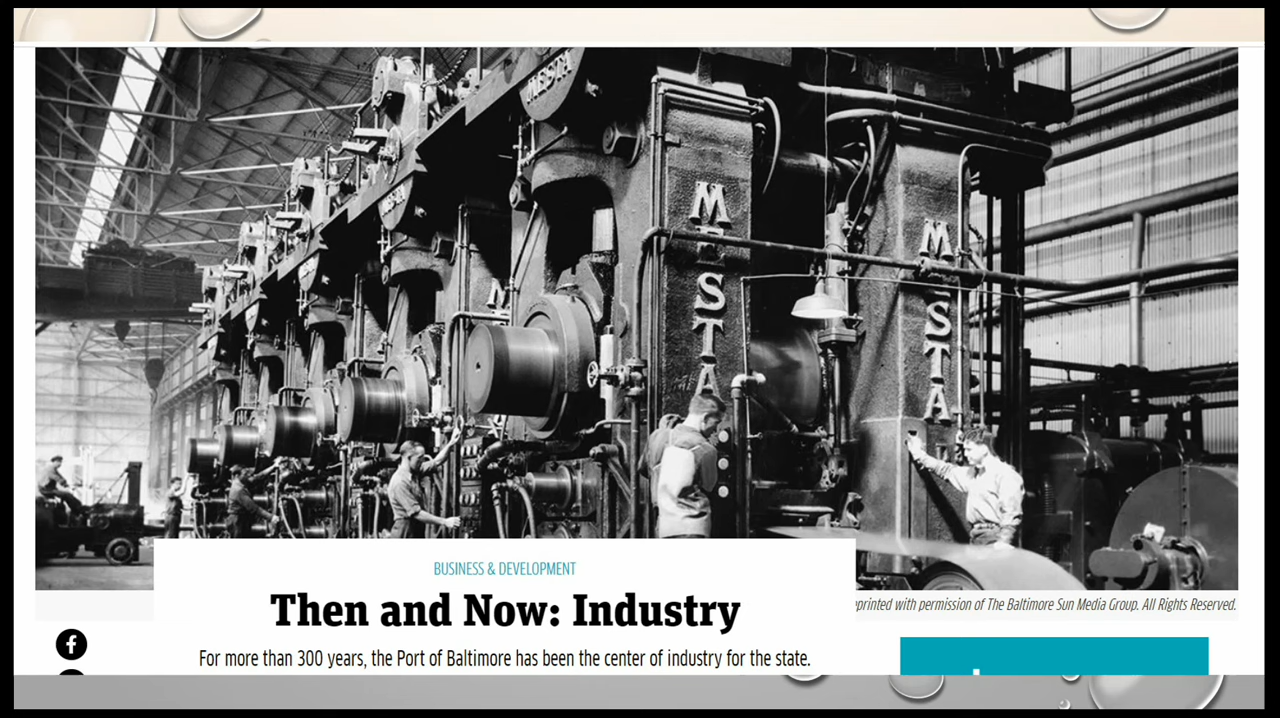 MESTA
MESTA
MESTA
MESTA
BUSINESS & DEVELOPMENT
Then and Now: Industry
printed with permission of The Baltimore Sun Media Group. All Rights Reserved.
For more than 300 years, the Port of Baltimore has been the center of industry for the state.